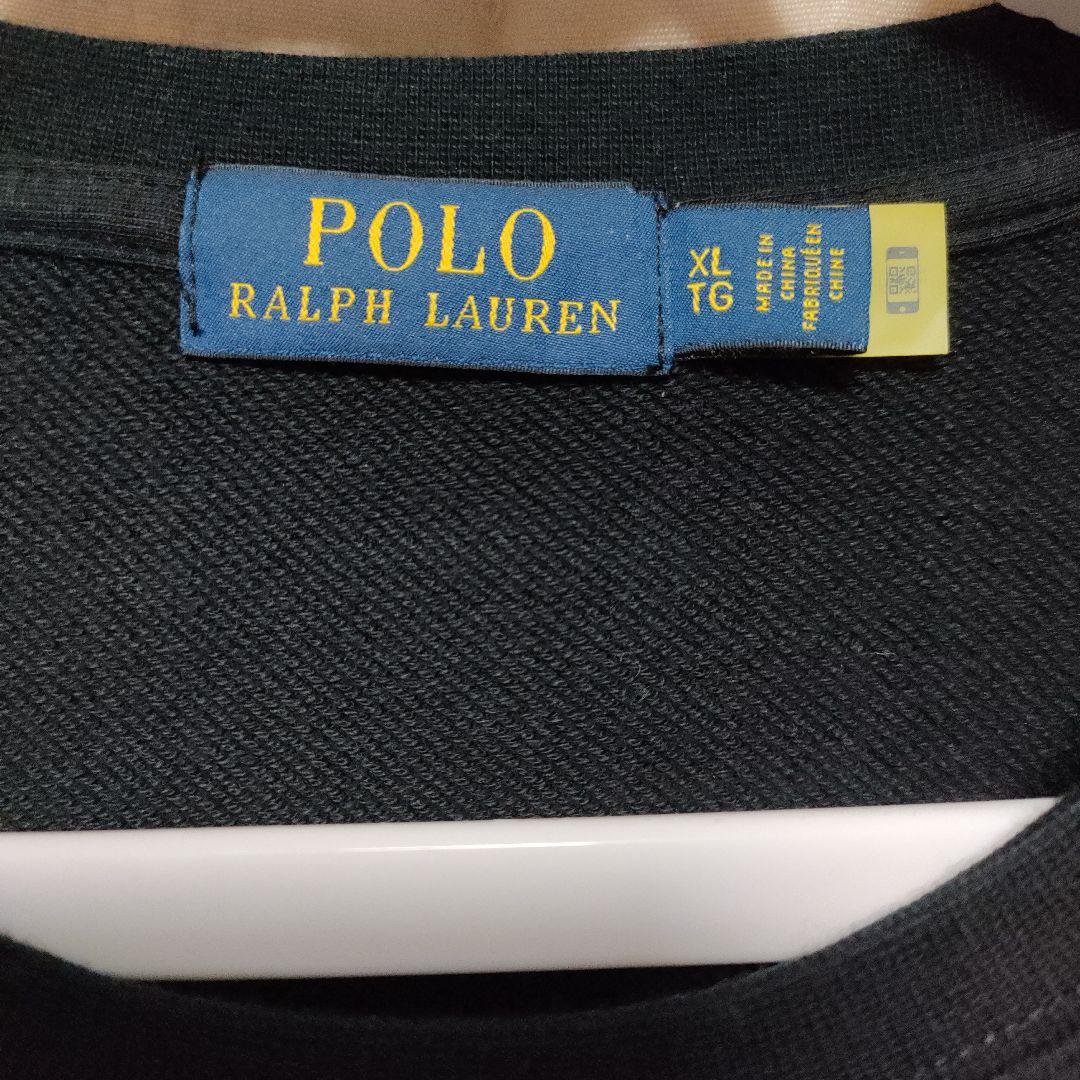 POLO
RALPH LAUREN
XL
TG
MADE IN
CHINA
FABRIQUÉ EN
CHINE